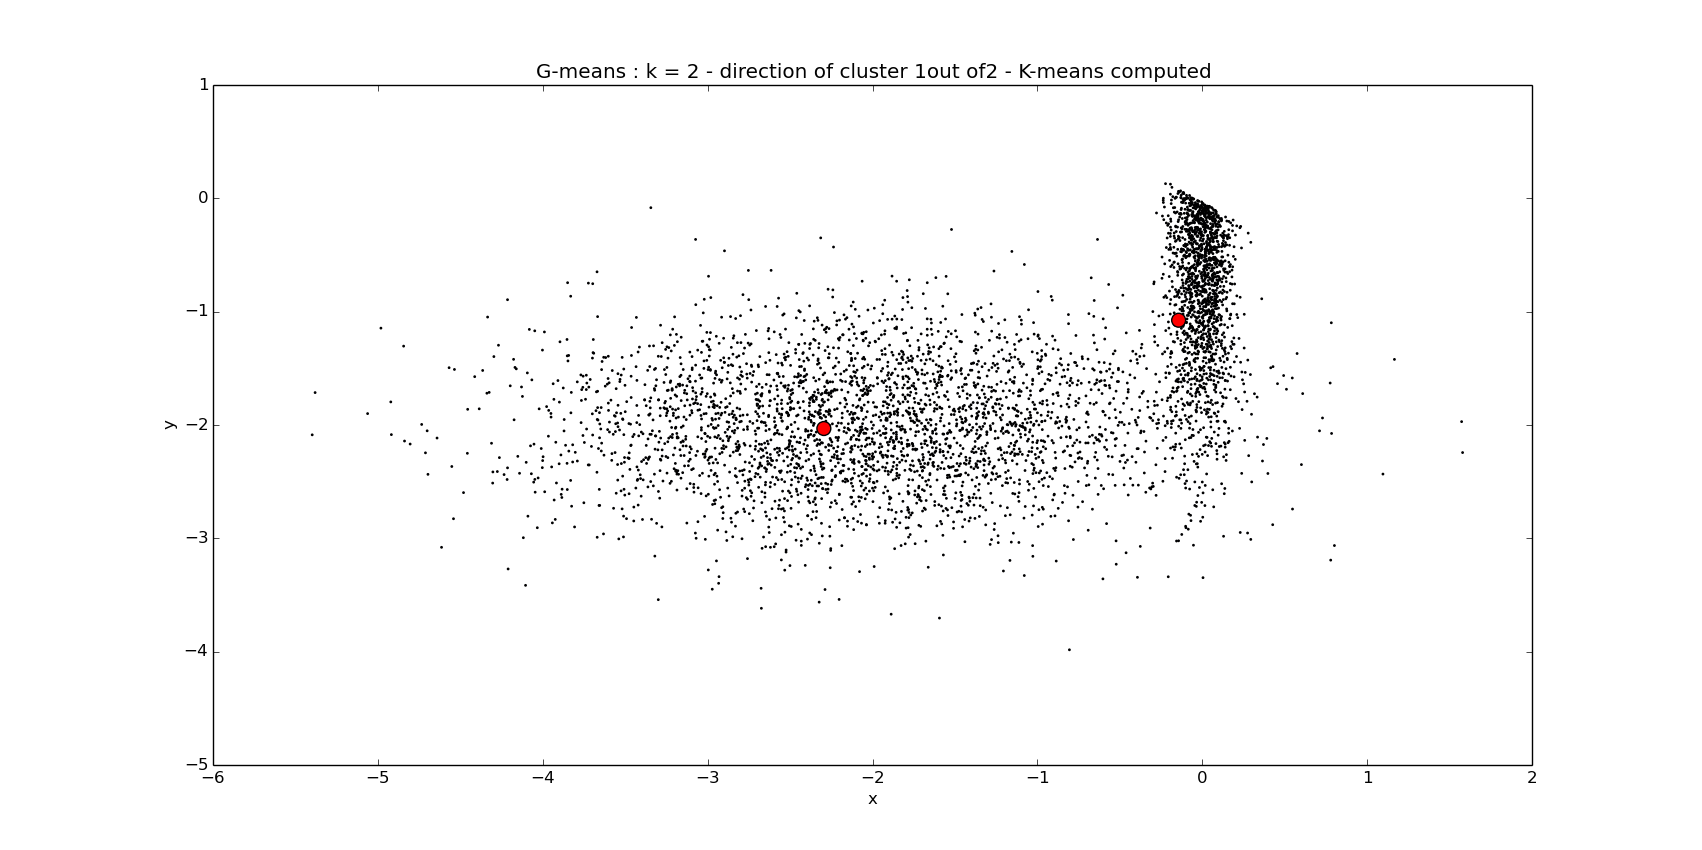 G-means : k = 2 - direction of cluster 1out of2 - K-means computed
1
0
−1
−2
−3
−4
−5
y
−6 −5 −4 −3 −2 −1 0 1 2
x